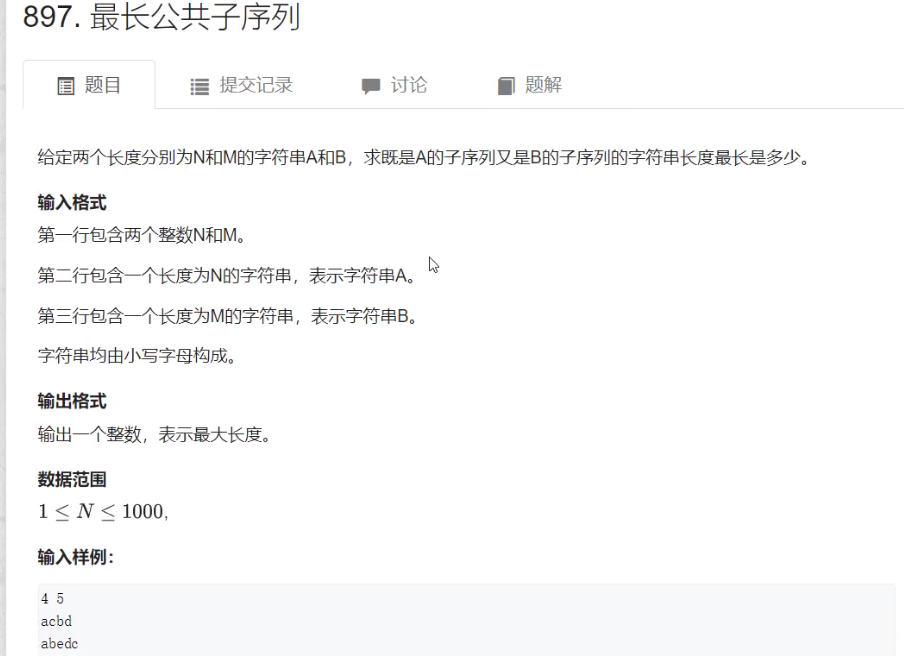 897. 最长公共子序列
题目 提交记录 讨论 题解
给定两个长度分别为N和M的字符串A和B，求既是A的子序列又是B的子序列的字符串长度最长是多少。
输入格式
第一行包含两个整数N和M。
第二行包含一个长度为N的字符串，表示字符串A。
第三行包含一个长度为M的字符串，表示字符串B。
字符串均由小写字母构成。
输出格式
输出一个整数，表示最大长度。
数据范围
1 ≤ N ≤ 1000,
输入样例：
4 5
acbd
abedc